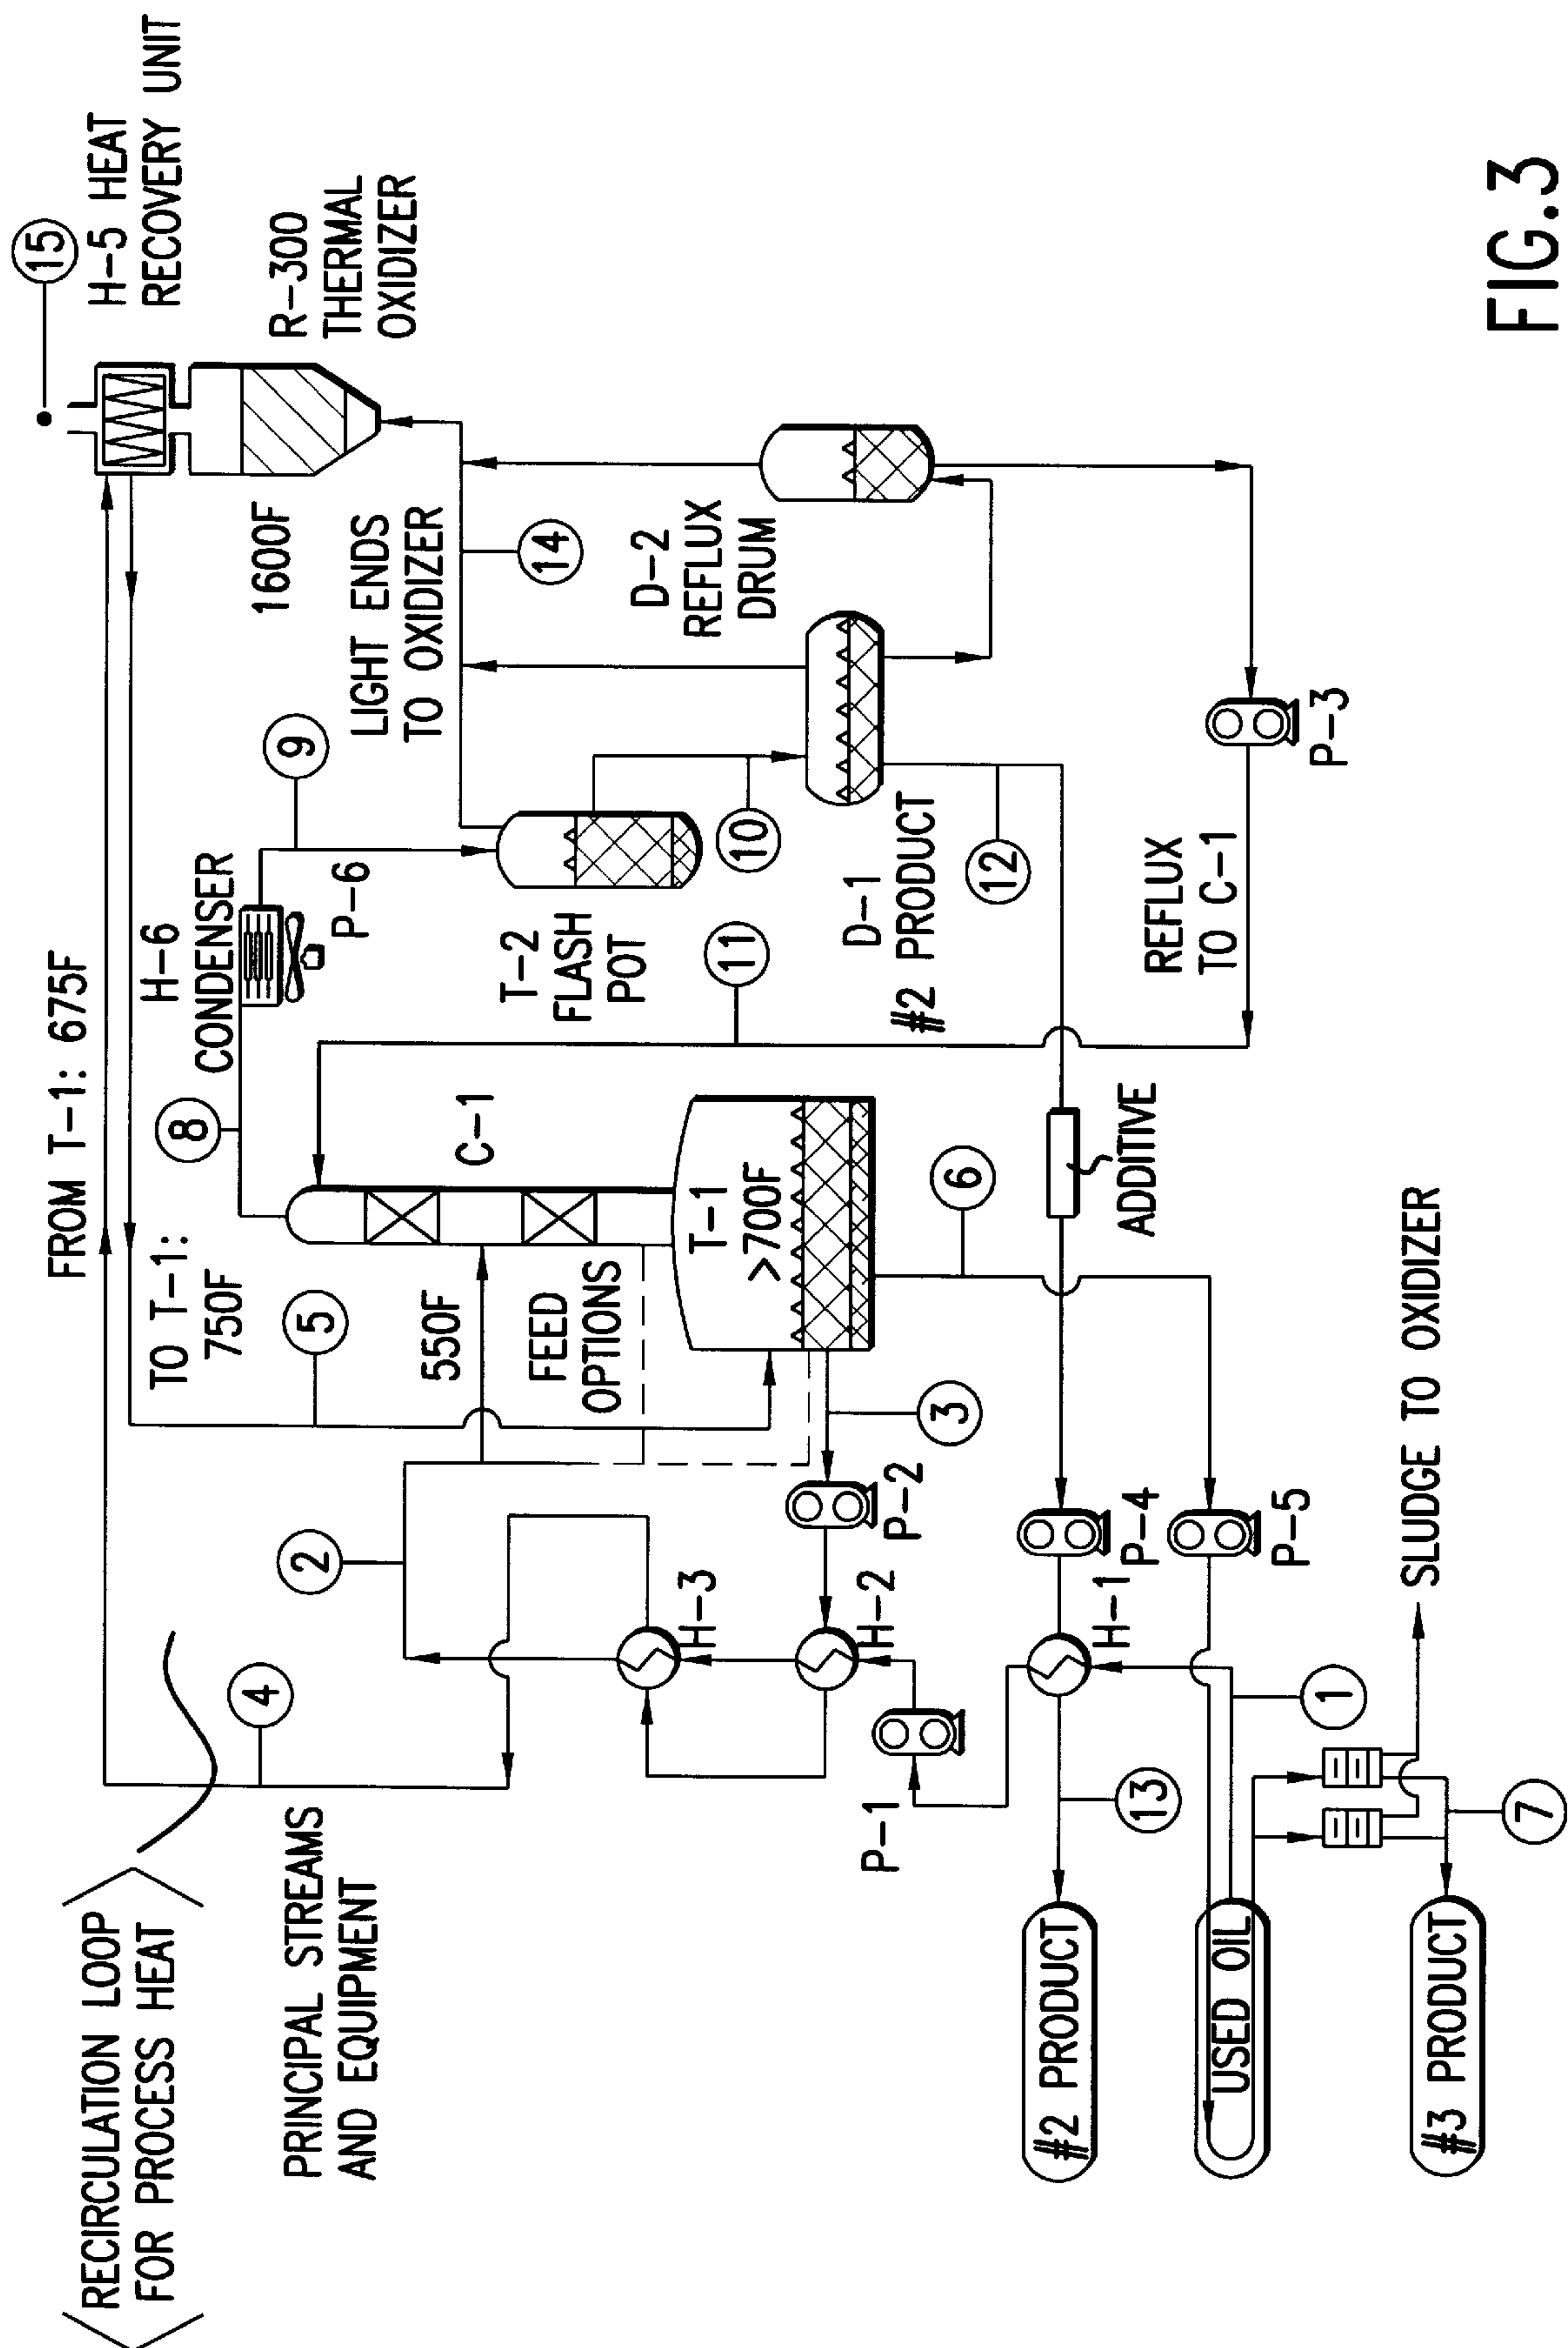 <RECIRCULATION LOOP
FOR PROCESS HEAT>
FROM T-1: 675F
TO T-1:
750F
15
H-5 HEAT
RECOVERY UNIT
R-300
THERMAL
OXIDIZER
1600F
PRINCIPAL STREAMS
AND EQUIPMENT
4
2
5
8
H-6
CONDENSER
P-6
9
LIGHT ENDS
TO OXIDIZER
14
550F
FEED
OPTIONS
C-1
T-1
>700F
T-2
FLASH
POT
10
11
D-2
REFLUX
DRUM
D-1
#2 PRODUCT
12
H-3
H-2
P-2
3
6
P-1
13
H-1
P-4
P-5
ADDITIVE
REFLUX
TO C-1
P-3
#2 PRODUCT
USED OIL
#3 PRODUCT
1
7
SLUDGE TO OXIDIZER
FIG.3